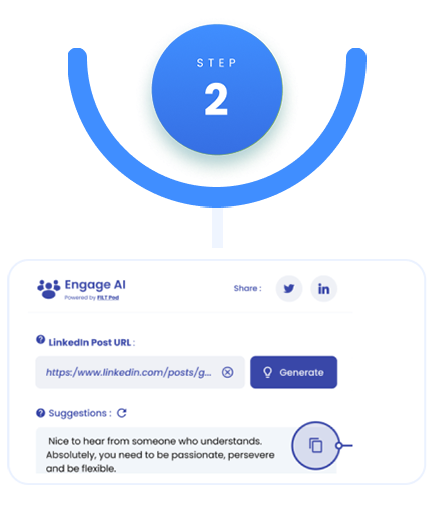 STEP
2
Engage AI
Powered by FILT Pod
Share :
LinkedIn Post URL :
https:/www.linkedin.com/posts/g...
Generate
Suggestions :
Nice to hear from someone who understands.
Absolutely, you need to be passionate, persevere
and be flexible.